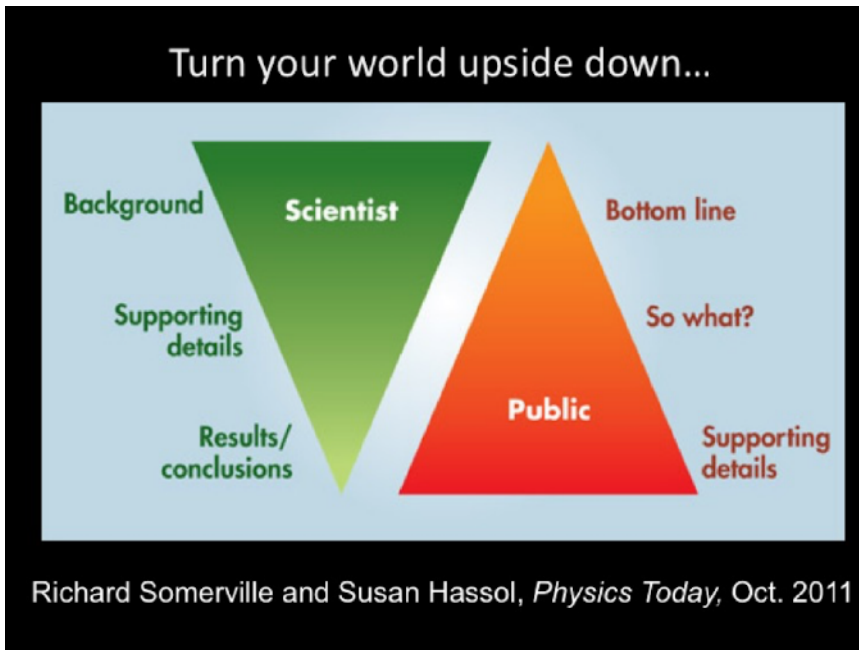 Turn your world upside down...
Background
Scientist
Supporting
details
Results/
conclusions
Bottom line
So what?
Public
Supporting
details
Richard Somerville and Susan Hassol, Physics Today, Oct. 2011